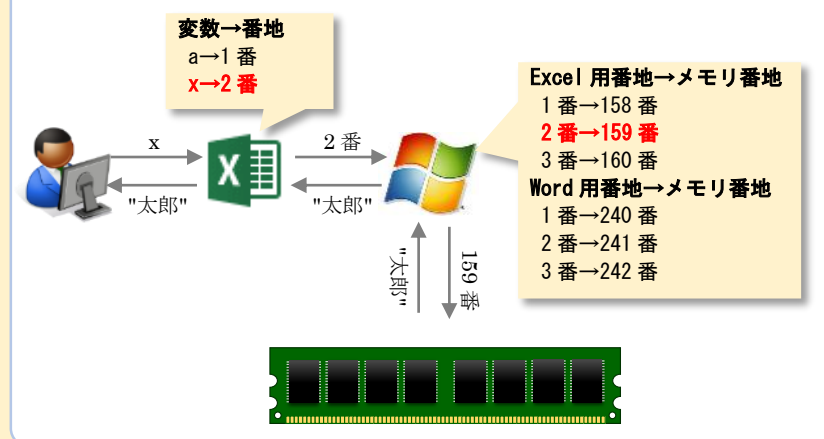 変数→番地
a→1 番
x→2 番
Excel 用番地→メモリ番地
1 番→158 番
2 番→159 番
3 番→160 番
Word 用番地→メモリ番地
1 番→240 番
2 番→241 番
3 番→242 番
x
2 番
"太郎"
"太郎"
X
"太郎"
159 番